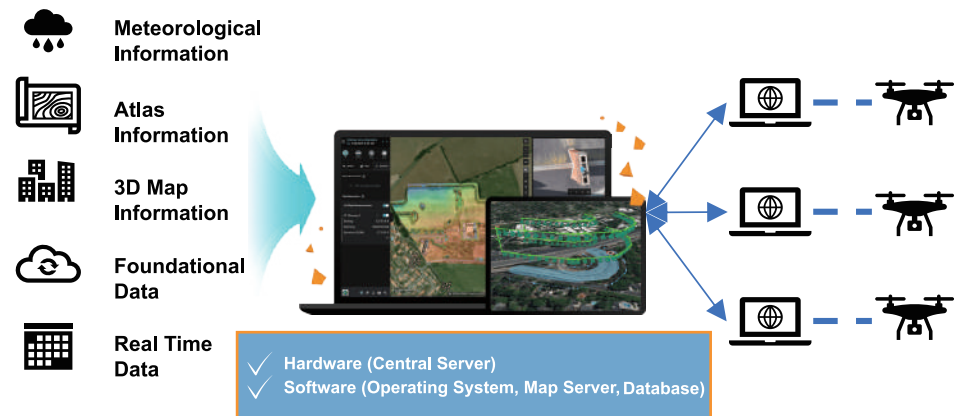 Meteorological
Information
Atlas
Information
3D Map
Information
Foundational
Data
Real Time
Data
Hardware (Central Server)
Software (Operating System, Map Server, Database)